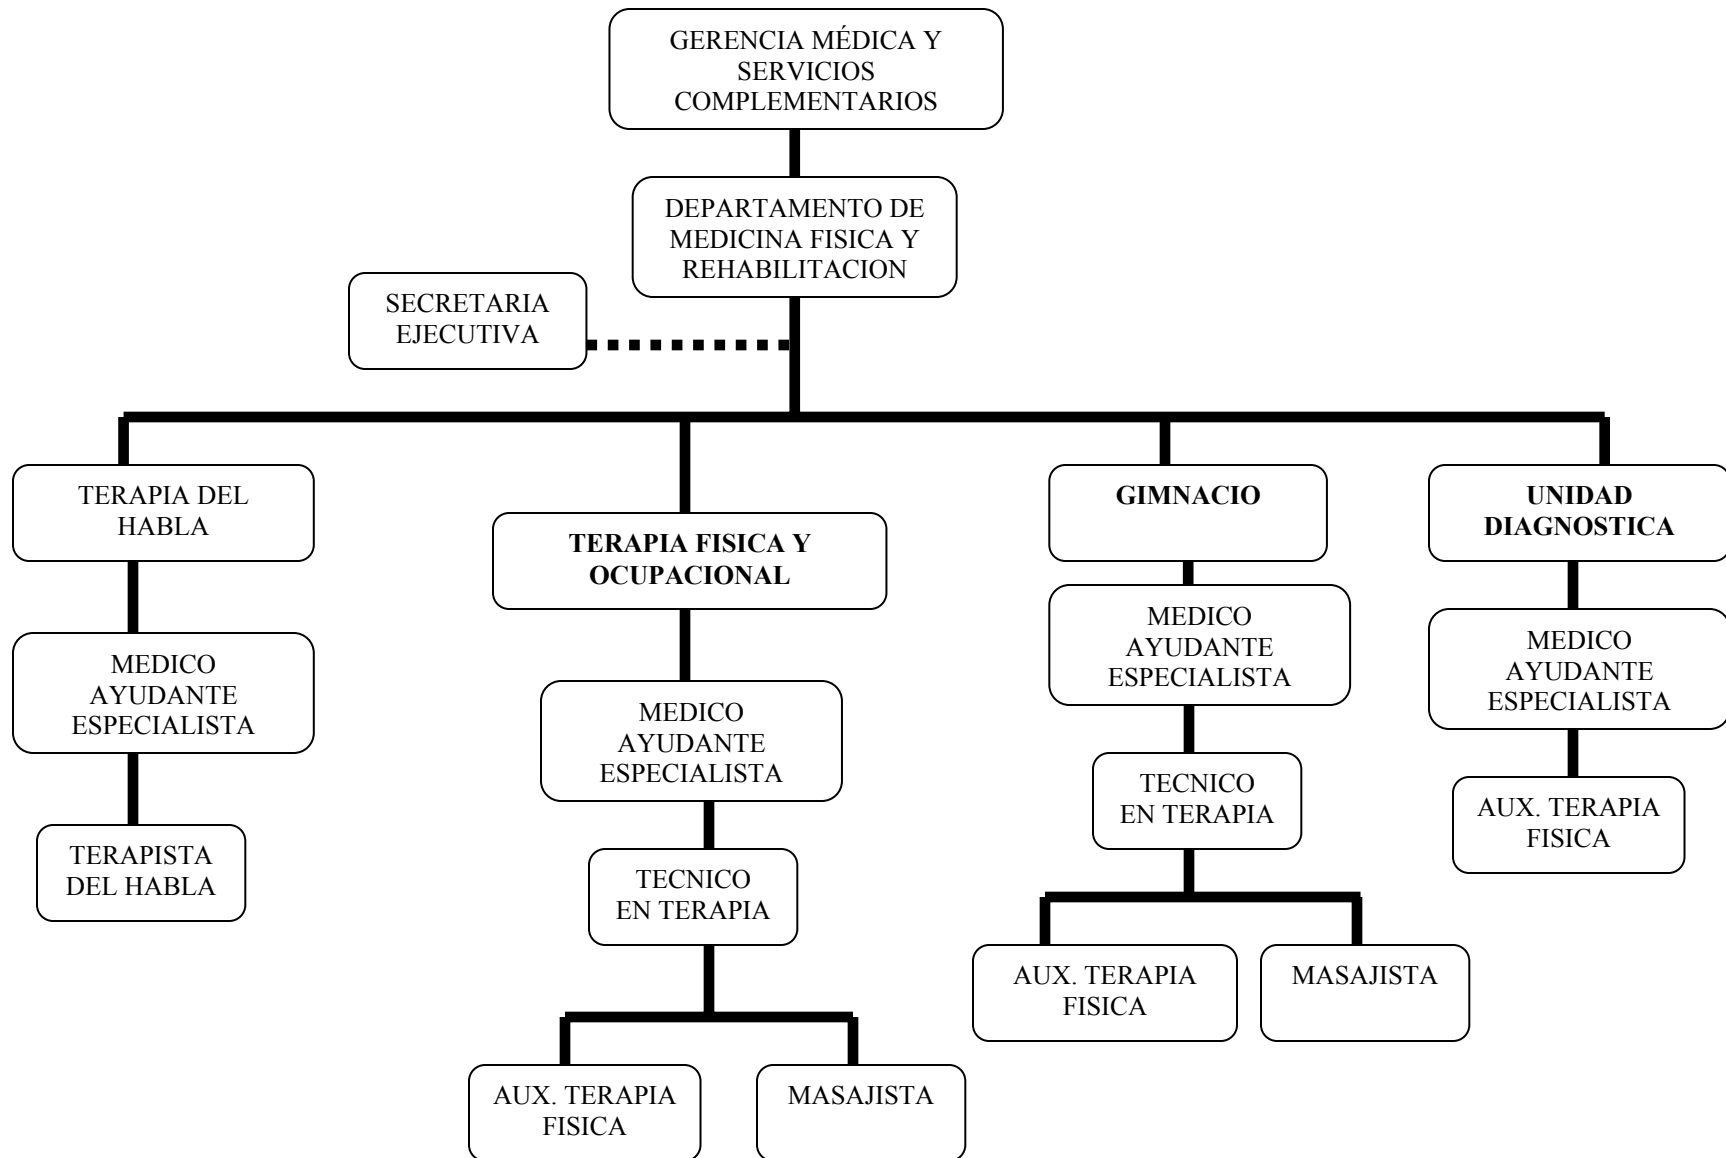 GERENCIA MÉDICA Y
SERVICIOS
COMPLEMENTARIOS
DEPARTAMENTO DE
MEDICINA FISICA Y
REHABILITACION
SECRETARIA
EJECUTIVA
TERAPIA DEL
HABLA
MEDICO
AYUDANTE
ESPECIALISTA
TERAPISTA
DEL HABLA
TERAPIA FISICA Y
OCUPACIONAL
MEDICO
AYUDANTE
ESPECIALISTA
TECNICO
EN TERAPIA
AUX. TERAPIA
FISICA
MASAJISTA
GIMNACIO
MEDICO
AYUDANTE
ESPECIALISTA
TECNICO
EN TERAPIA
AUX. TERAPIA
FISICA
MASAJISTA
UNIDAD
DIAGNOSTICA
MEDICO
AYUDANTE
ESPECIALISTA
AUX. TERAPIA
FISICA